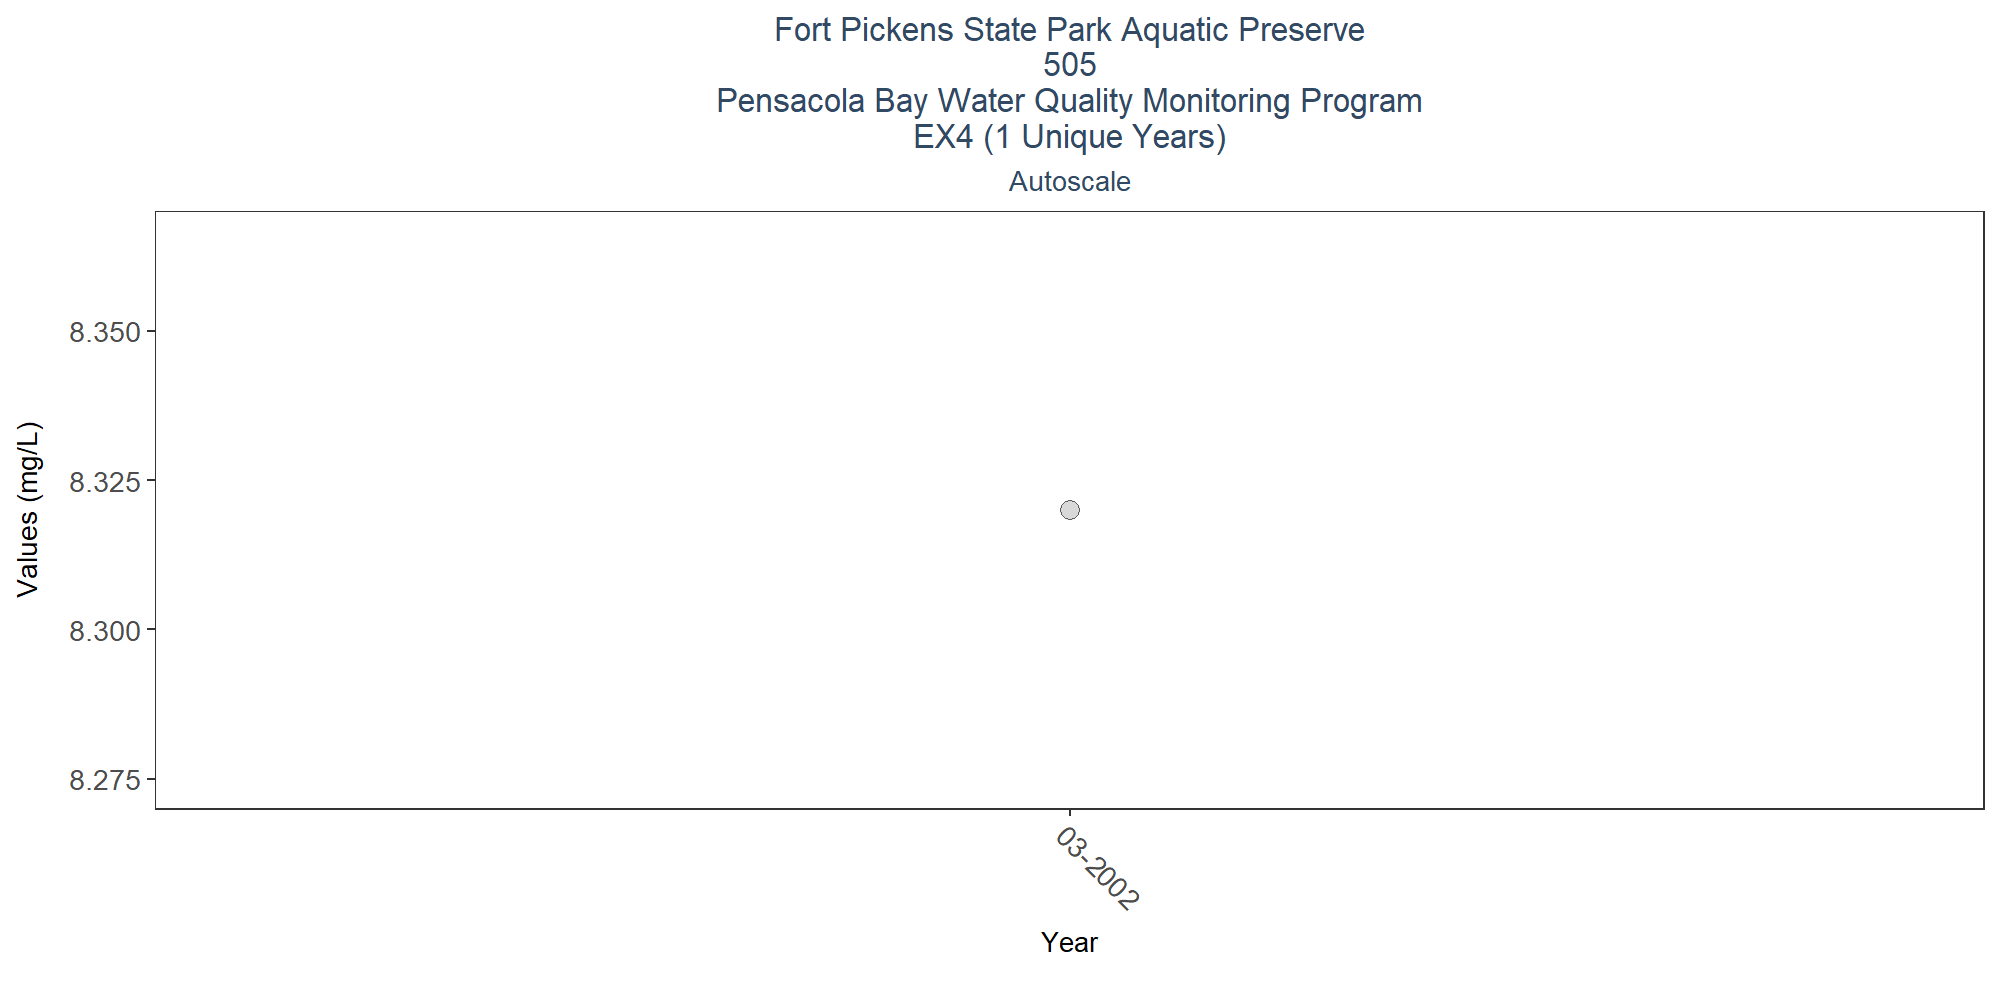 Fort Pickens State Park Aquatic Preserve
505
Pensacola Bay Water Quality Monitoring Program
EX4 (1 Unique Years)
Autoscale
Values (mg/L)
8.350
8.325
8.300
8.275
03-2002
Year